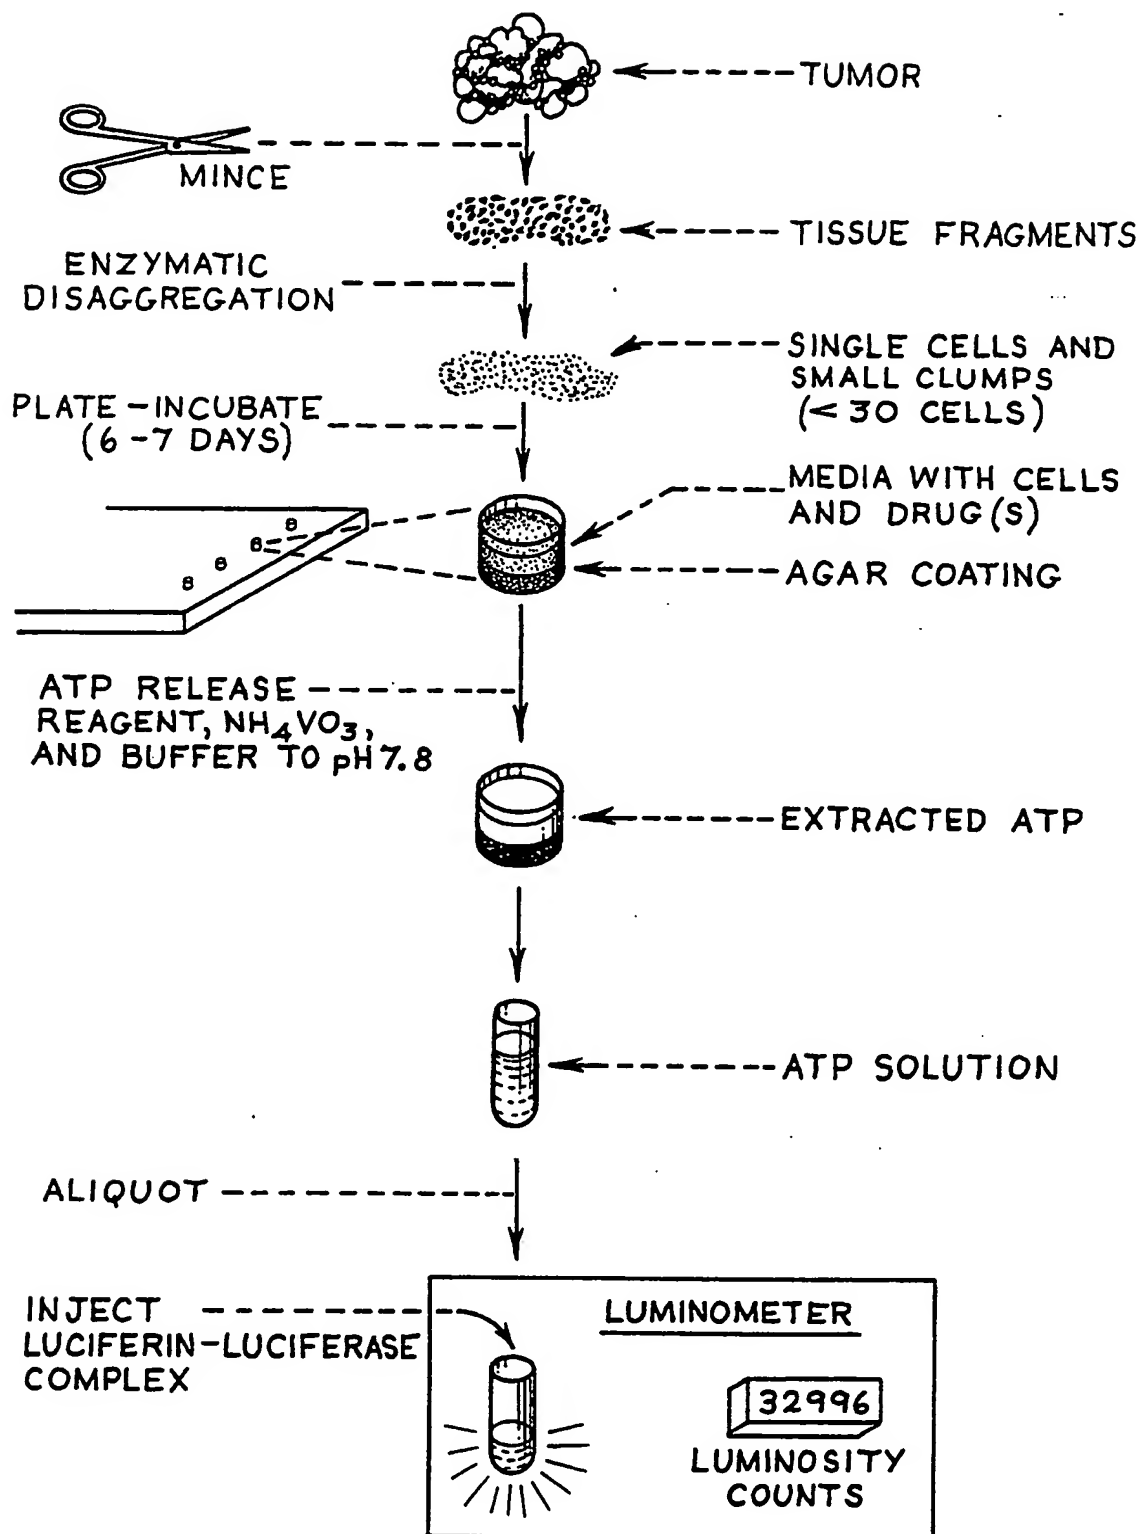 TUMOR
MINCE
TISSUE FRAGMENTS
ENZYMATIC
DISAGGREGATION
SINGLE CELLS AND
SMALL CLUMPS
(< 30 CELLS)
PLATE-INCUBATE
(6-7 DAYS)
MEDIA WITH CELLS
AND DRUG(S)
AGAR COATING
ATP RELEASE
REAGENT, NH₄VO₃,
AND BUFFER TO pH 7.8
EXTRACTED ATP
ATP SOLUTION
ALIQUOT
INJECT
LUCIFERIN-LUCIFERASE
COMPLEX
LUMINOMETER
32996
LUMINOSITY
COUNTS